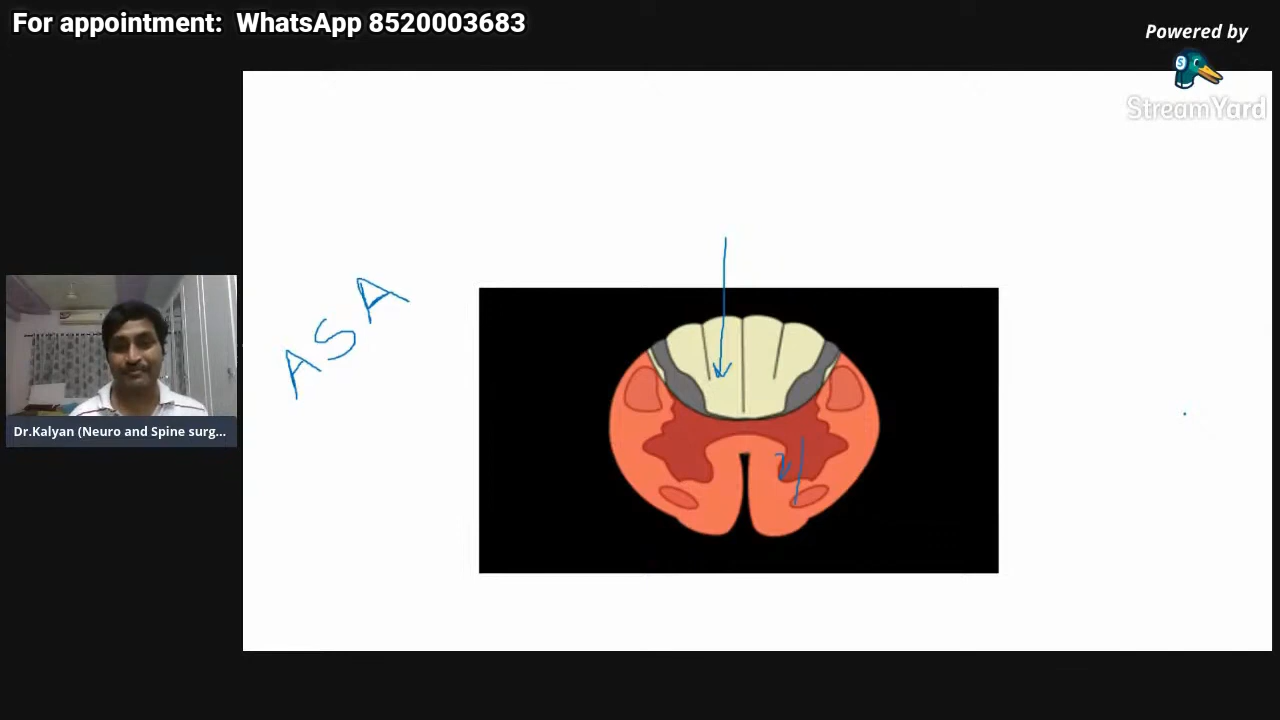 For appointment:  WhatsApp 8520003683
Powered by
StreamYard
ASA
Dr.Kalyan (Neuro and Spine surg...